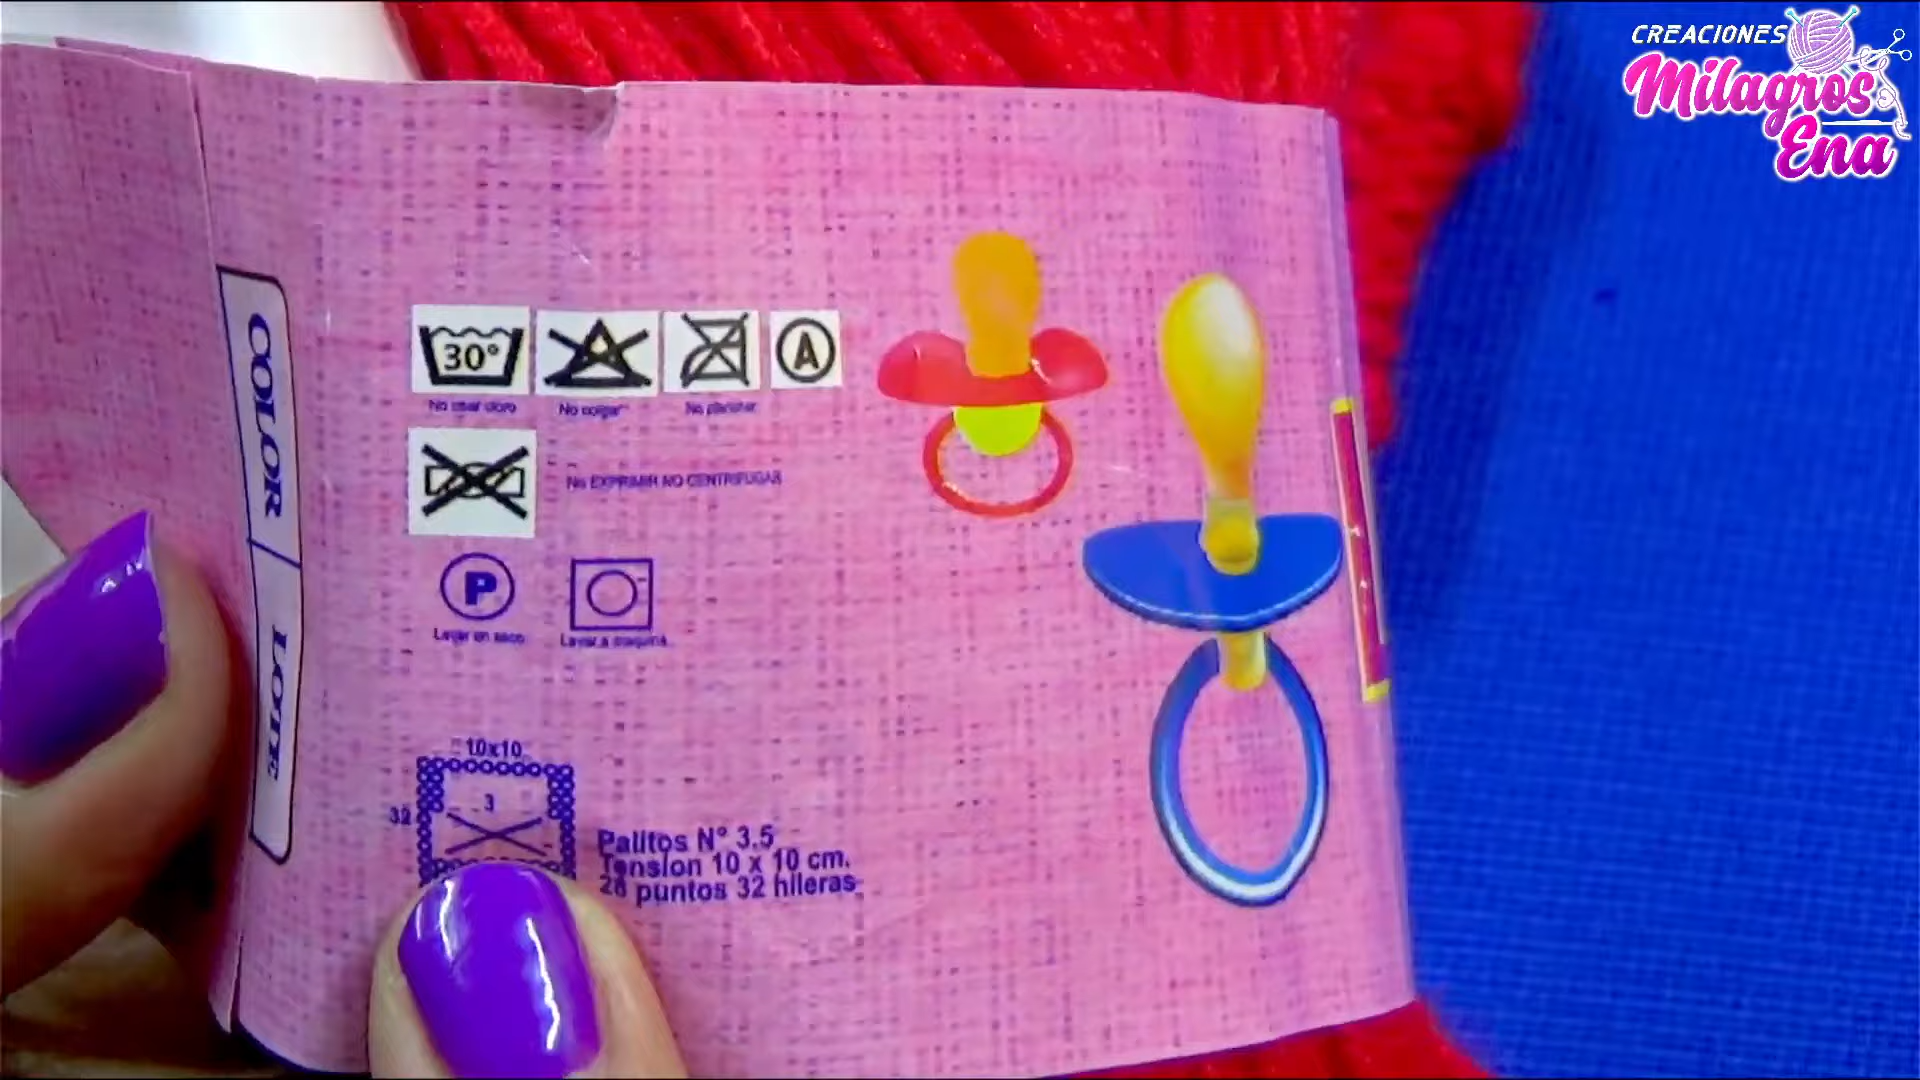 CREACIONES
Milagros
Ena
COLOR LOTE
30° A
No usar cloro No colgar No planchar
No EXPRIMIR NO CENTRIFUGAR
P
Lavar en seco Lavar a maquina
10x10
32 3
Palitos N° 3.5
Tension 10 x 10 cm.
28 puntos 32 hileras